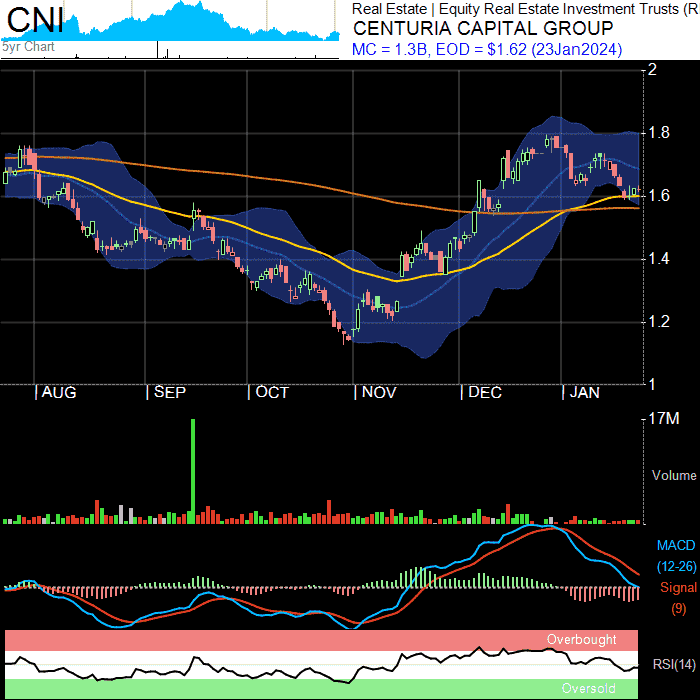 CNI
5yr Chart
Real Estate | Equity Real Estate Investment Trusts (R
CENTURIA CAPITAL GROUP
MC = 1.3B, EOD = $1.62 (23Jan2024)
2
1.8
1.6
1.4
1.2
1
| AUG | SEP | OCT | NOV | DEC | JAN
17M
Volume
MACD
(12-26)
Signal
(9)
Overbought
RSI(14)
Oversold